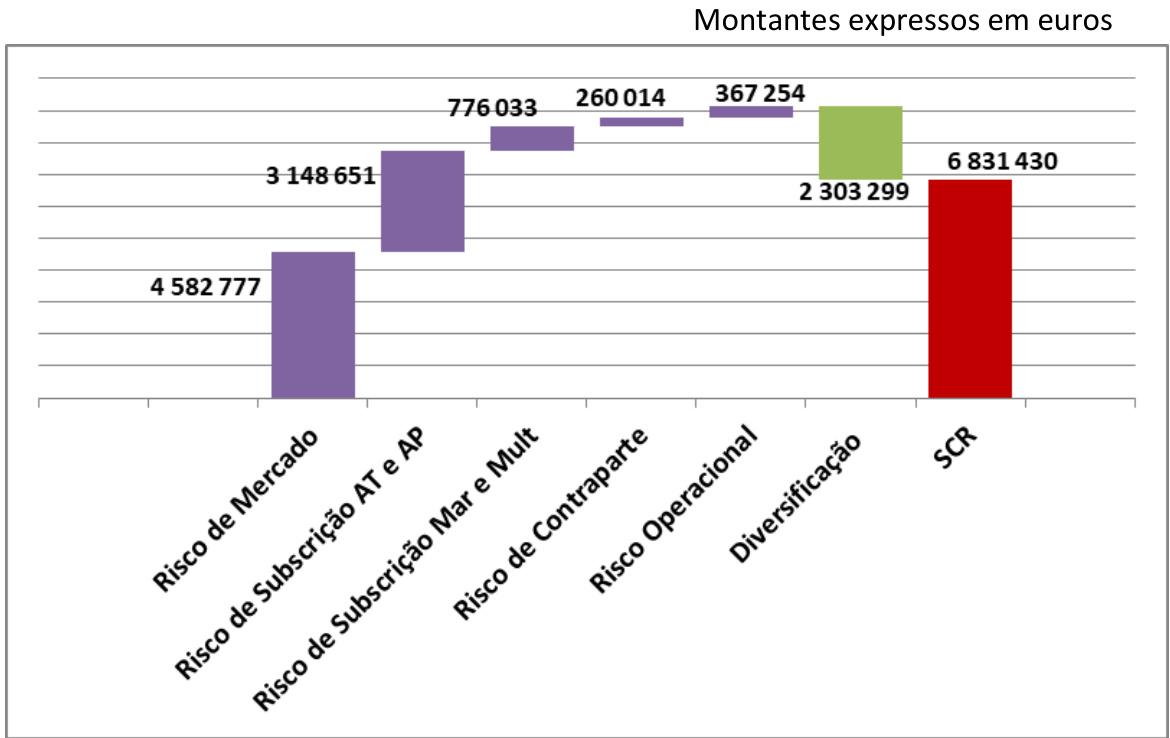 Montantes expressos em euros
776 033
260 014
367 254
3 148 651
6 831 430
2 303 299
4 582 777
Risco de Mercado
Risco de Subscrição AT e AP
Risco de Subscrição Mar e Mult
Risco de Contraparte
Risco Operacional
Diversificação
SCR